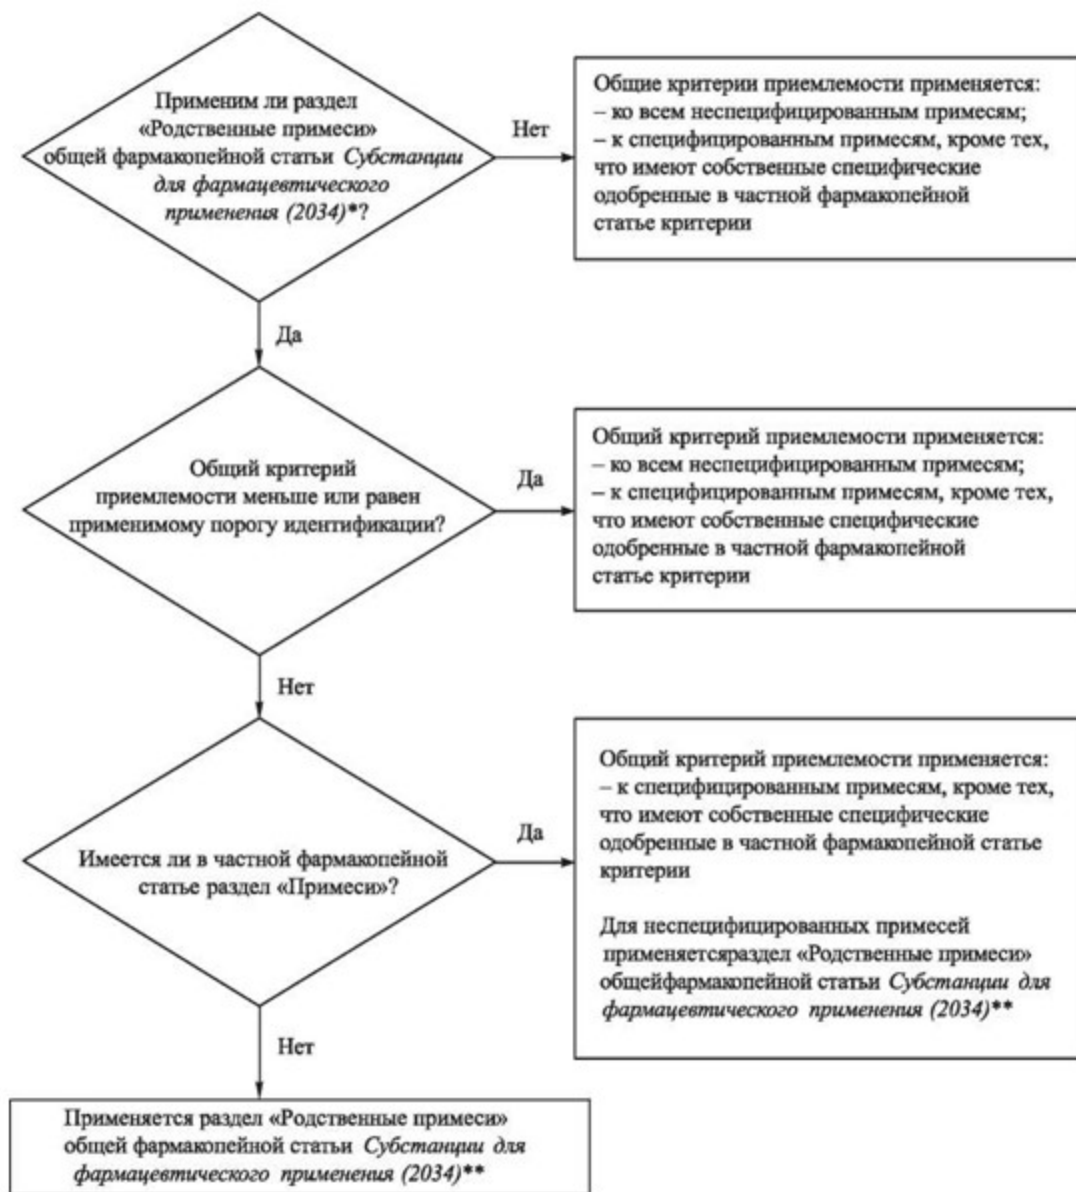 Применим ли раздел
«Родственные примеси»
общей фармакопейной статьи Субстанции
для фармацевтического
применения (2034)*?
Нет
Общие критерии приемлемости применяется:
– ко всем неспецифицированным примесям;
– к специфицированным примесям, кроме тех,
что имеют собственные специфические
одобренные в частной фармакопейной
статье критерии
Да
Общий критерий
приемлемости меньше или равен
применимому порогу идентификации?
Да
Общий критерий приемлемости применяется:
– ко всем неспецифицированным примесям;
– к специфицированным примесям, кроме тех,
что имеют собственные специфические
одобренные в частной фармакопейной
статье критерии
Нет
Имеется ли в частной фармакопейной
статье раздел «Примеси»?
Да
Общий критерий приемлемости применяется:
– к специфицированным примесям, кроме тех,
что имеют собственные специфические
одобренные в частной фармакопейной статье
критерии
Для неспецифицированных примесей
применяетсяраздел «Родственные примеси»
общейфармакопейной статьи Субстанции для
фармацевтического применения (2034)**
Нет
Применяется раздел «Родственные примеси»
общей фармакопейной статьи Субстанции для
фармацевтического применения (2034)**